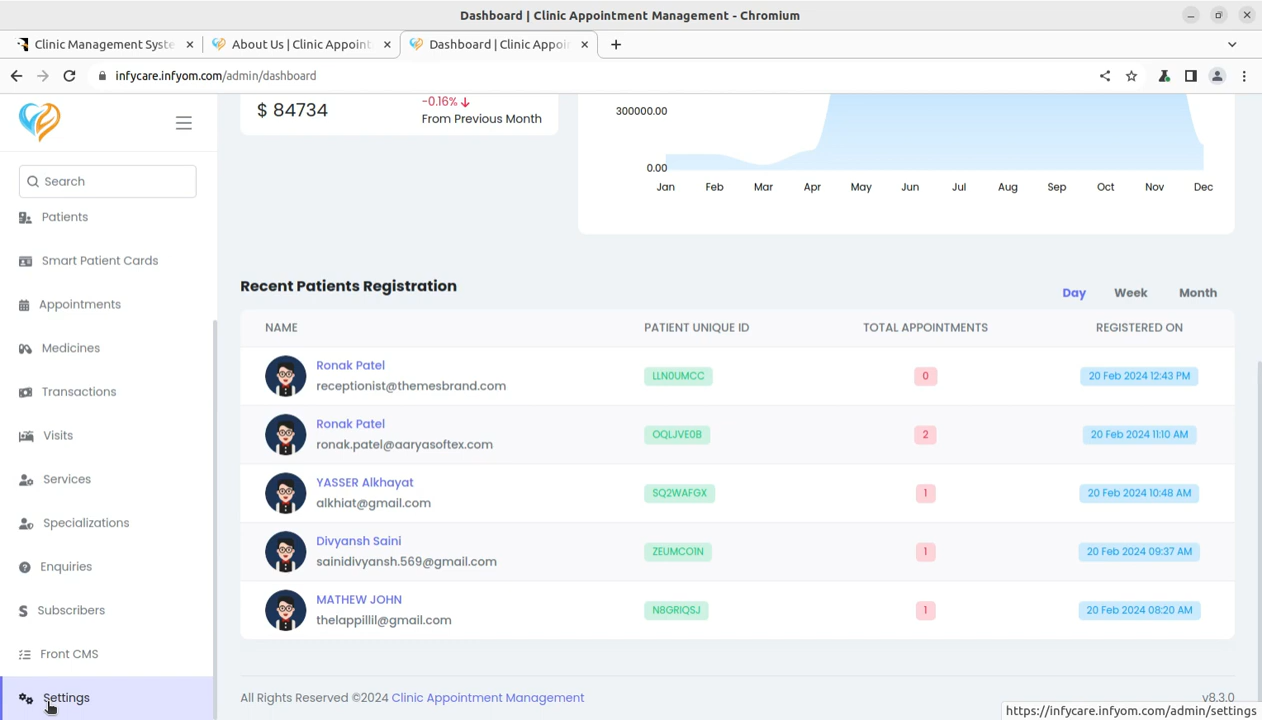 Dashboard | Clinic Appointment Management - Chromium
Clinic Management Syste
About Us | Clinic Appoint
Dashboard | Clinic Appoi
infycare.infyom.com/admin/dashboard
$ 84734
-0.16%
From Previous Month
300000.00
0.00
Jan Feb Mar Apr May Jun Jul Aug Sep Oct Nov Dec
Search
Patients
Smart Patient Cards
Appointments
Medicines
Transactions
Visits
Services
Specializations
Enquiries
Subscribers
Front CMS
Settings
Recent Patients Registration
Day Week Month
NAME PATIENT UNIQUE ID TOTAL APPOINTMENTS REGISTERED ON
Ronak Patel
receptionist@themesbrand.com
LLN0UMCC
0
20 Feb 2024 12:43 PM
Ronak Patel
ronak.patel@aaryasoftex.com
OQLJVE0B
2
20 Feb 2024 11:10 AM
YASSER Alkhayat
alkhiat@gmail.com
SQ2WAFGX
1
20 Feb 2024 10:48 AM
Divyansh Saini
sainidivyansh.569@gmail.com
ZEUMCO1N
1
20 Feb 2024 09:37 AM
MATHEW JOHN
thelappillil@gmail.com
N8GRIQSJ
1
20 Feb 2024 08:20 AM
All Rights Reserved ©2024 Clinic Appointment Management
v8.3.0
https://infycare.infyom.com/admin/settings